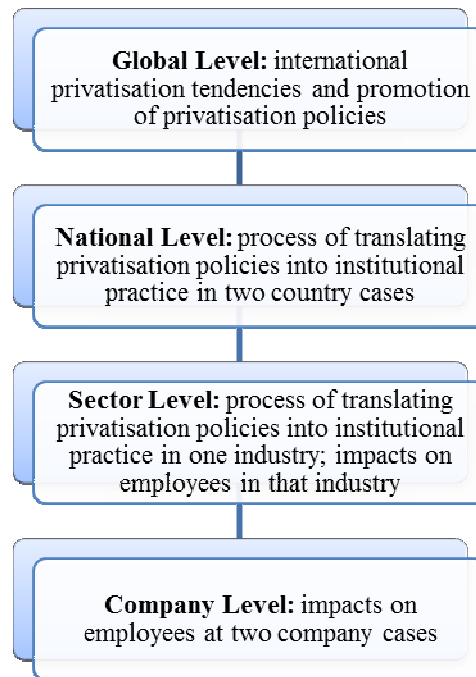 Global Level: international
privatisation tendencies and promotion
of privatisation policies
National Level: process of translating
privatisation policies into institutional
practice in two country cases
Sector Level: process of translating
privatisation policies into institutional
practice in one industry; impacts on
employees in that industry
Company Level: impacts on
employees at two company cases